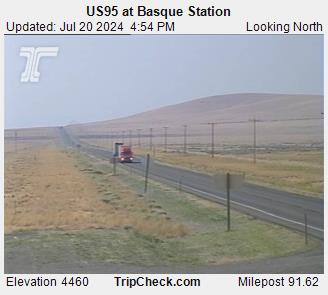 US95 at Basque Station
Updated: Jul 20 2024 4:54 PM Looking North
Elevation 4460 TripCheck.com Milepost 91.62